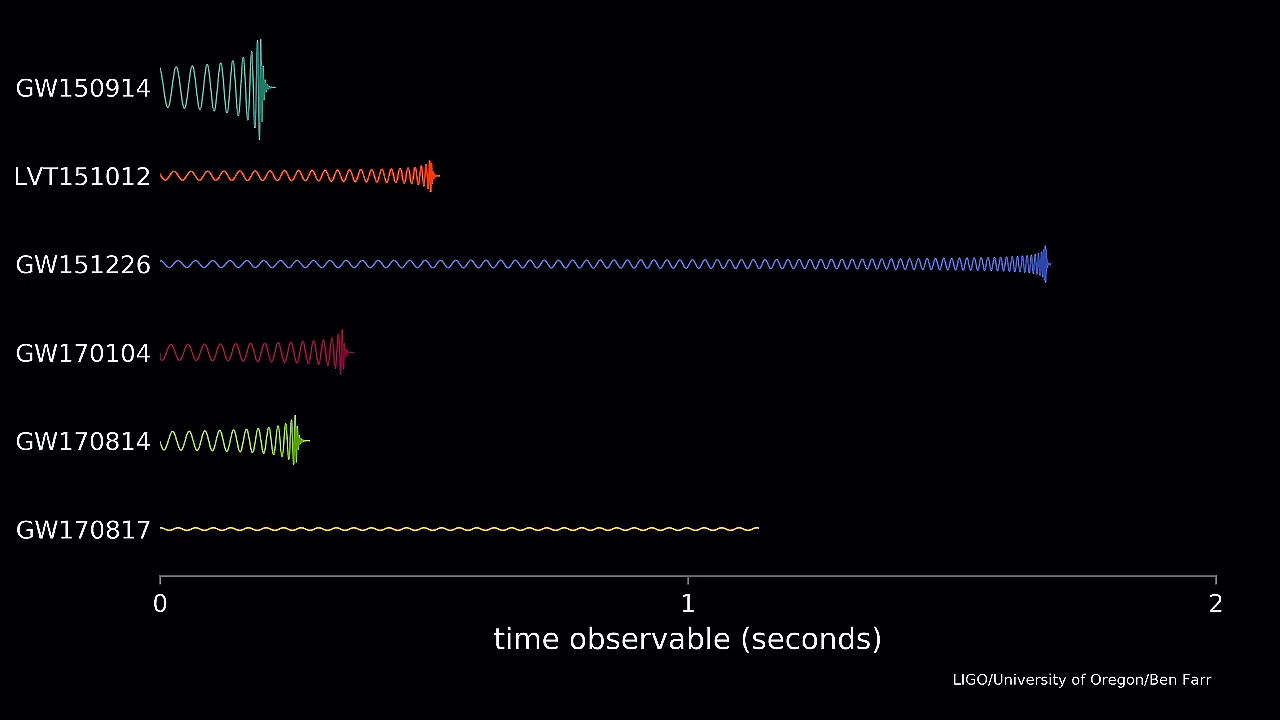 GW150914
LVT151012
GW151226
GW170104
GW170814
GW170817
0 1 2
time observable (seconds)
LIGO/University of Oregon/Ben Farr